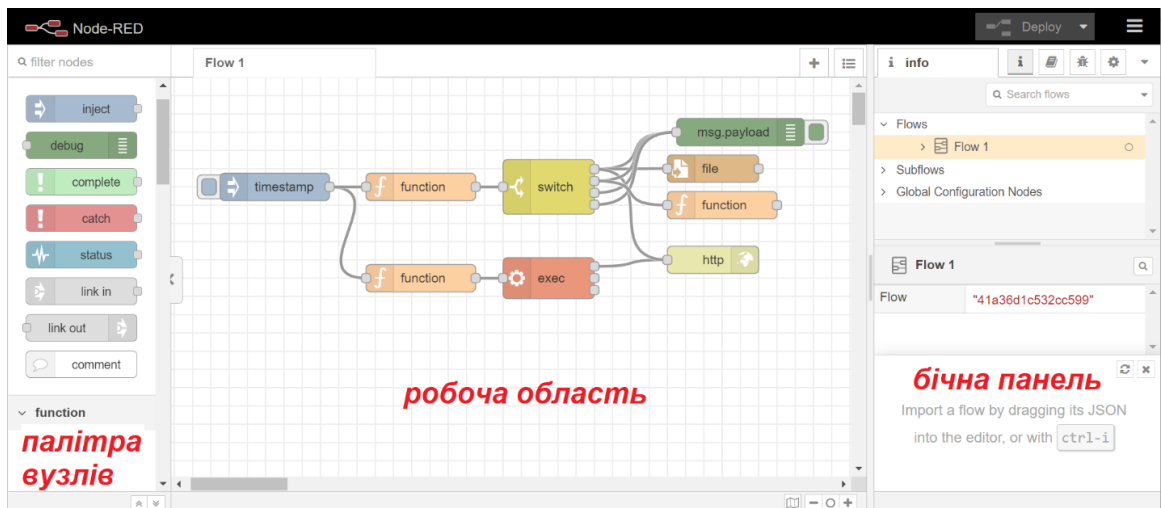 Node-RED
Deploy
filter nodes
Flow 1
i info
i
Search flows
inject
debug
complete
catch
status
link in
link out
comment
function
палітра
вузлів
timestamp
function
function
switch
exec
msg.payload
file
function
http
робоча область
Flows
Flow 1
Subflows
Global Configuration Nodes
Flow 1
Flow "41a36d1c532cc599"
бічна панель
Import a flow by dragging its JSON
into the editor, or with ctrl-i